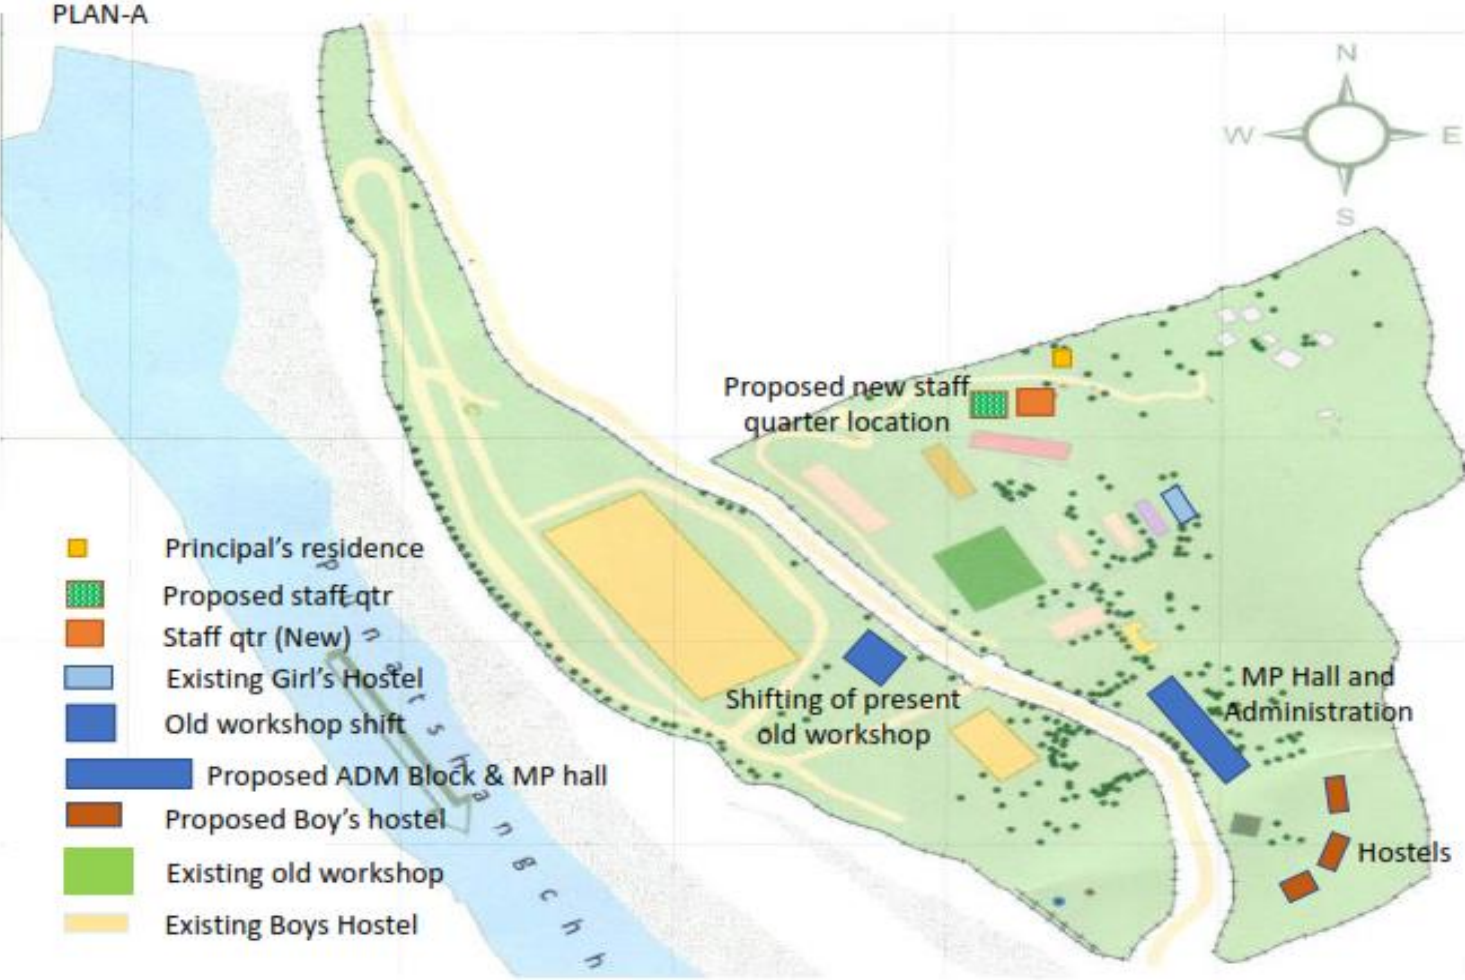 PLAN-A
N
W E
S
Proposed new staff
quarter location
Principal's residence
Proposed staff qtr
Staff qtr (New)
Existing Girl's Hostel
Old workshop shift
Proposed ADM Block & MP hall
Proposed Boy's hostel
Existing old workshop
Existing Boys Hostel
Shifting of present
old workshop
MP Hall and
Administration
Hostels